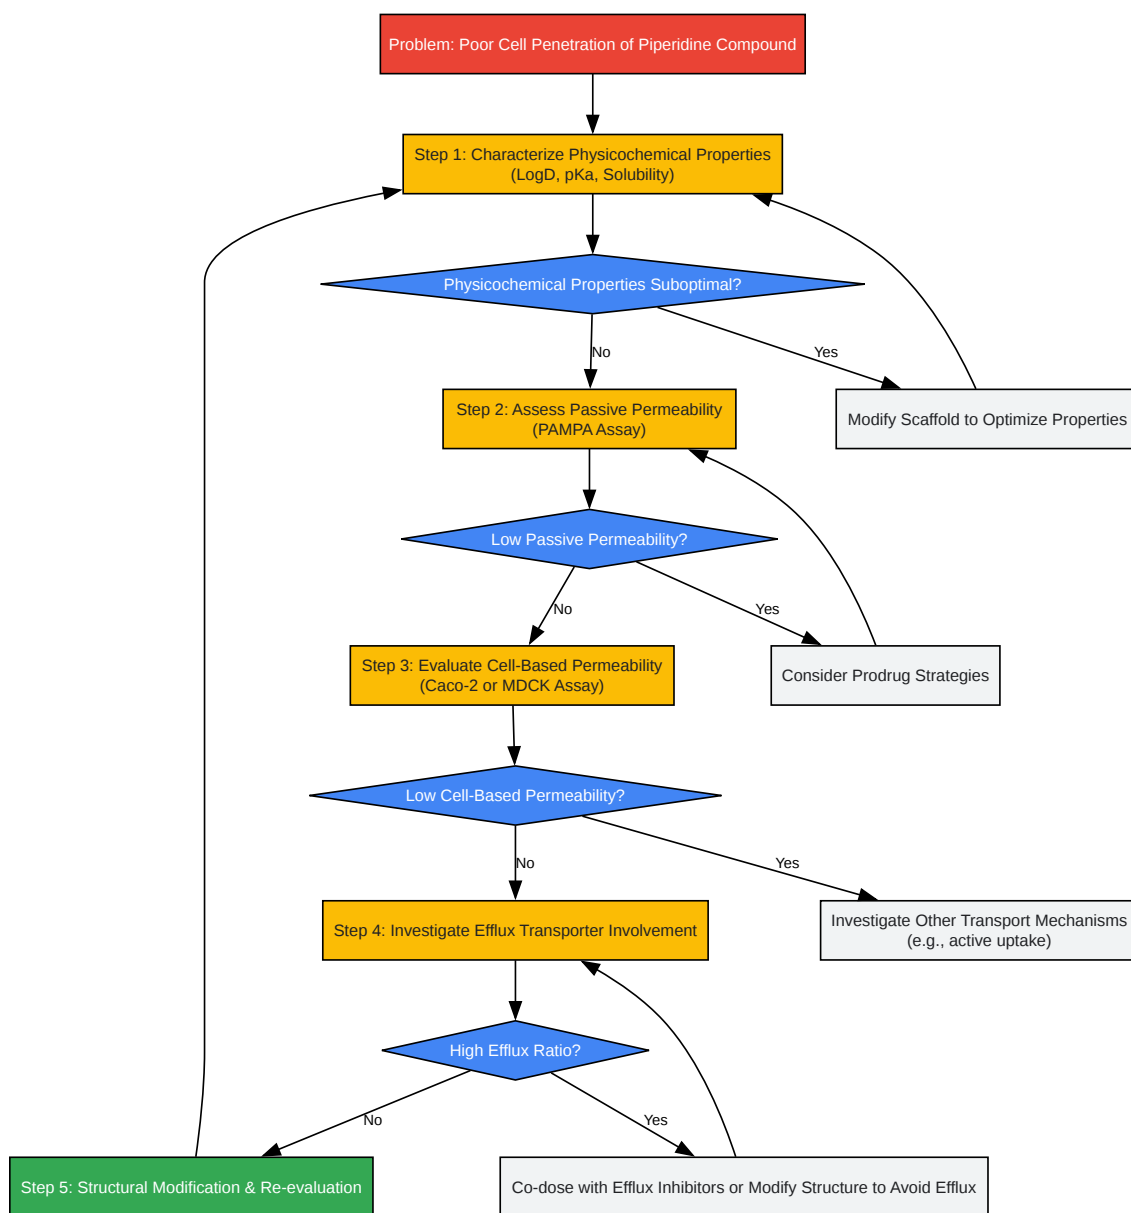 Problem: Poor Cell Penetration of Piperidine Compound
Step 1: Characterize Physicochemical Properties
(LogD, pKa, Solubility)
Physicochemical Properties Suboptimal?
No
Yes
Step 2: Assess Passive Permeability
(PAMPA Assay)
Modify Scaffold to Optimize Properties
Low Passive Permeability?
No
Yes
Step 3: Evaluate Cell-Based Permeability
(Caco-2 or MDCK Assay)
Consider Prodrug Strategies
Low Cell-Based Permeability?
No
Yes
Step 4: Investigate Efflux Transporter Involvement
Investigate Other Transport Mechanisms
(e.g., active uptake)
High Efflux Ratio?
No
Yes
Step 5: Structural Modification & Re-evaluation
Co-dose with Efflux Inhibitors or Modify Structure to Avoid Efflux